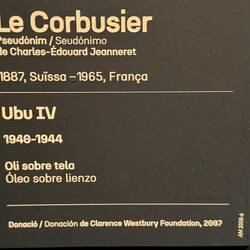 Le Corbusier
Pseudònim / Seudónimo
de Charles-Édouard Jeanneret
1887, Suïssa –1965, França
Ubu IV
1940-1944
Oli sobre tela
Óleo sobre lienzo
Donació / Donación de Clarence Westbury Foundation, 2007